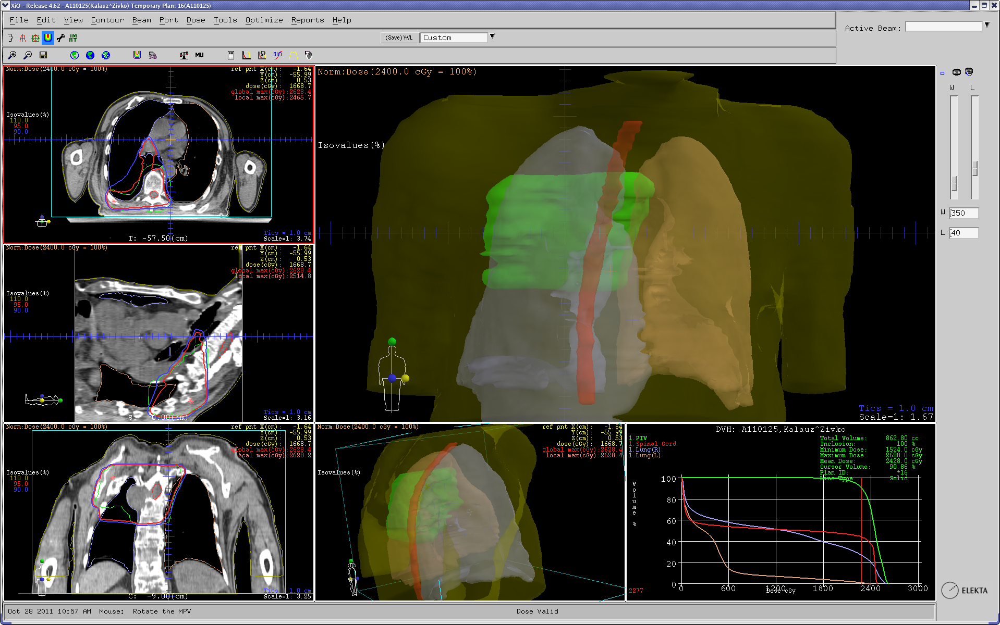 XiO - Release 4.62 - A110125(Kalauz^Zivko) Temporary Plan: 16(A110125)
File Edit View Contour Beam Port Dose Tools Optimize Reports Help
Active Beam:
IM RT
(Save) W/L Custom
MU BIO
Norm:Dose(2400.0 cGy = 100%)
ref pnt X(cm): -1.64
Y(cm): -55.99
Z(cm): 0.53
dose(cGy): 1668.7
global max(cGy):2628.4
local max(cGy):2465.7
Isovalues(%)
110.0
95.0
90.0
Tics = 1.0 cm
T: -57.50(cm)
Scale=1: 3.74
Norm:Dose(2400.0 cGy = 100%)
Isovalues(%)
Tics = 1.0 cm
Scale=1: 1.67
W L
W 350
L 40
Norm:Dose(2400.0 cGy = 100%)
ref pnt X(cm): -1.64
Y(cm): -55.99
Z(cm): 0.53
dose(cGy): 1668.7
global max(cGy):2628.4
local max(cGy):2514.8
Isovalues(%)
110.0
95.0
90.0
Tics = 1.0 cm
S: 0.00(cm)
Scale=1: 3.16
Norm:Dose(2400.0 cGy = 100%)
ref pnt X(cm): -1.64
Y(cm): -55.99
Z(cm): 0.53
dose(cGy): 1668.7
global max(cGy):2628.4
local max(cGy):2628.2
Isovalues(%)
110.0
95.0
90.0
Tics = 1.0 cm
C: -9.00(cm)
Scale=1: 3.25
Norm:Dose(2400.0 cGy = 100%)
ref pnt X(cm): -1.64
Y(cm): -55.99
Z(cm): 0.53
dose(cGy): 1668.7
global max(cGy):2628.4
local max(cGy):2628.4
Isovalues(%)
DVH: A110125,Kalauz^Zivko
1.PTV
1.Spinal Cord
1.Lung(R)
1.Lung(L)
Total Volume: 862.80 cc
Inclusion: 100 %
Minimum Dose: 1524.0 cGy
Maximum Dose: 2628.0 cGy
Mean Dose: 2428.0 cGy
Cursor Volume: 90.86 %
Plan ID: *16
Line Type: Solid
Volume %
100
80
60
40
20
0
0 600 1200 1800 2400 3000
Dose cGy
2277
ELEKTA
Oct 28 2011 10:57 AM Mouse: Rotate the MPV
Dose Valid